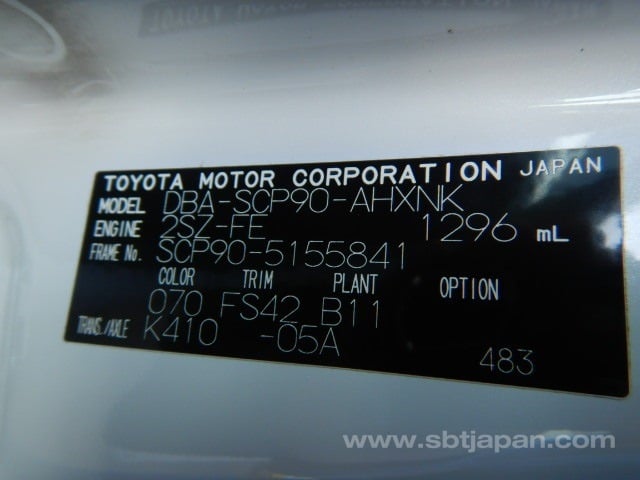 TOYOTA MOTOR CORPORATION JAPAN
MODEL DBA-SCP90-AHXNK
ENGINE 2SZ-FE 1296 mL
FRAME No. SCP90-5155841
COLOR TRIM PLANT OPTION
070 FS42 B11
TRANS./AXLE K410 -05A
483
www.sbtjapan.com